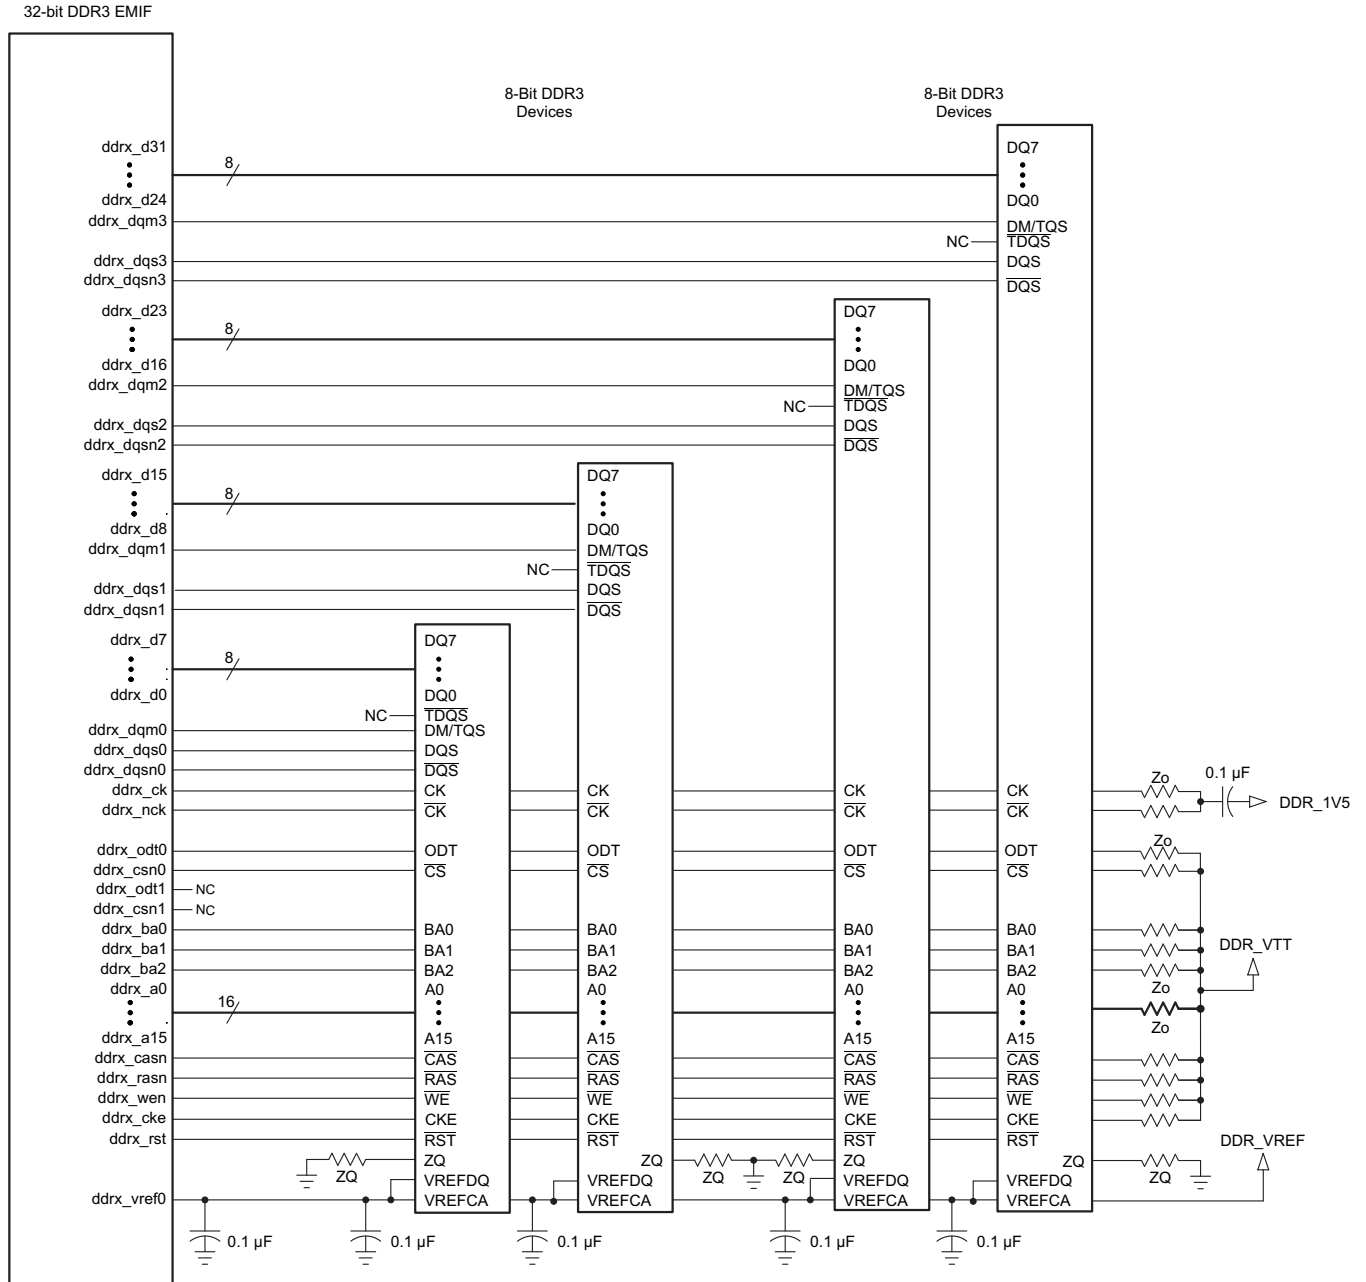 32-bit DDR3 EMIF
8-Bit DDR3
Devices
8-Bit DDR3
Devices
ddrx_d31
8
DQ7
ddrx_d24
DQ0
ddrx_dqm3
DM/TQS
NC
TDQS
ddrx_dqs3
DQS
ddrx_dqsn3
DQS
ddrx_d23
8
DQ7
ddrx_d16
DQ0
ddrx_dqm2
DM/TQS
NC
TDQS
ddrx_dqs2
DQS
ddrx_dqsn2
DQS
ddrx_d15
8
DQ7
ddrx_d8
DQ0
ddrx_dqm1
DM/TQS
NC
TDQS
ddrx_dqs1
DQS
ddrx_dqsn1
DQS
ddrx_d7
8
DQ7
ddrx_d0
DQ0
NC
TDQS
ddrx_dqm0
DM/TQS
ddrx_dqs0
DQS
ddrx_dqsn0
DQS
Zo
0.1 µF
ddrx_ck
CK CK CK CK
DDR_1V5
ddrx_nck
CK CK CK CK
Zo
ddrx_odt0
ODT ODT ODT ODT
ddrx_csn0
CS CS CS CS
ddrx_odt1
NC
ddrx_csn1
NC
ddrx_ba0
BA0 BA0 BA0 BA0
DDR_VTT
ddrx_ba1
BA1 BA1 BA1 BA1
ddrx_ba2
BA2 BA2 BA2 BA2
ddrx_a0
A0 A0 A0 A0
Zo
16
Zo
ddrx_a15
A15 A15 A15 A15
ddrx_casn
CAS CAS CAS CAS
ddrx_rasn
RAS RAS RAS RAS
ddrx_wen
WE WE WE WE
ddrx_cke
CKE CKE CKE CKE
ddrx_rst
RST RST RST RST
DDR_VREF
ZQ ZQ ZQ ZQ
ZQ ZQ ZQ ZQ
VREFDQ VREFDQ VREFDQ VREFDQ
ddrx_vref0
VREFCA VREFCA VREFCA VREFCA
0.1 µF 0.1 µF 0.1 µF 0.1 µF 0.1 µF